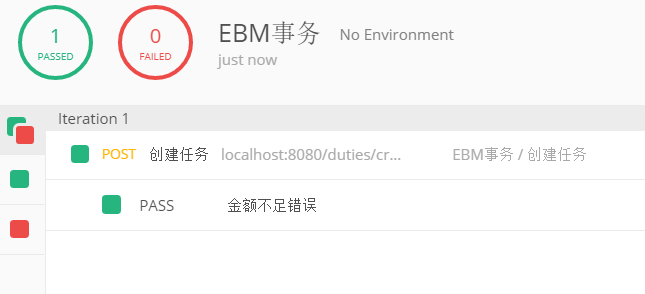 1
PASSED
0
FAILED
EBM事务 No Environment
just now
Iteration 1
POST 创建任务 localhost:8080/duties/cr... EBM事务 / 创建任务
PASS 金额不足错误